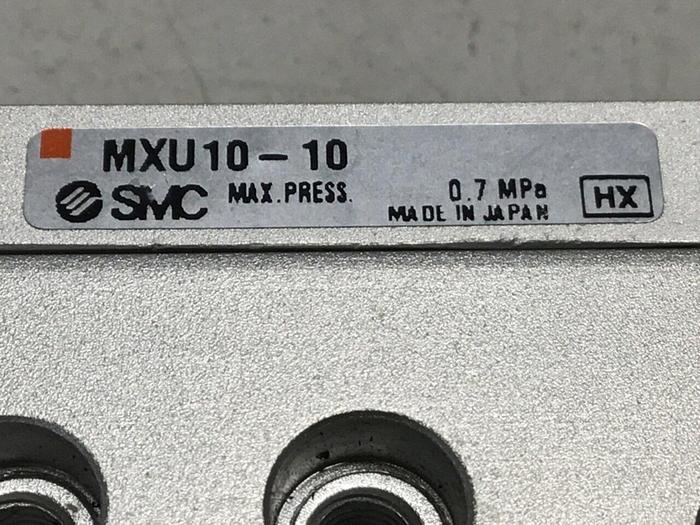 MXU10-10
SMC MAX.PRESS. 0.7 MPa
MADE IN JAPAN
HX